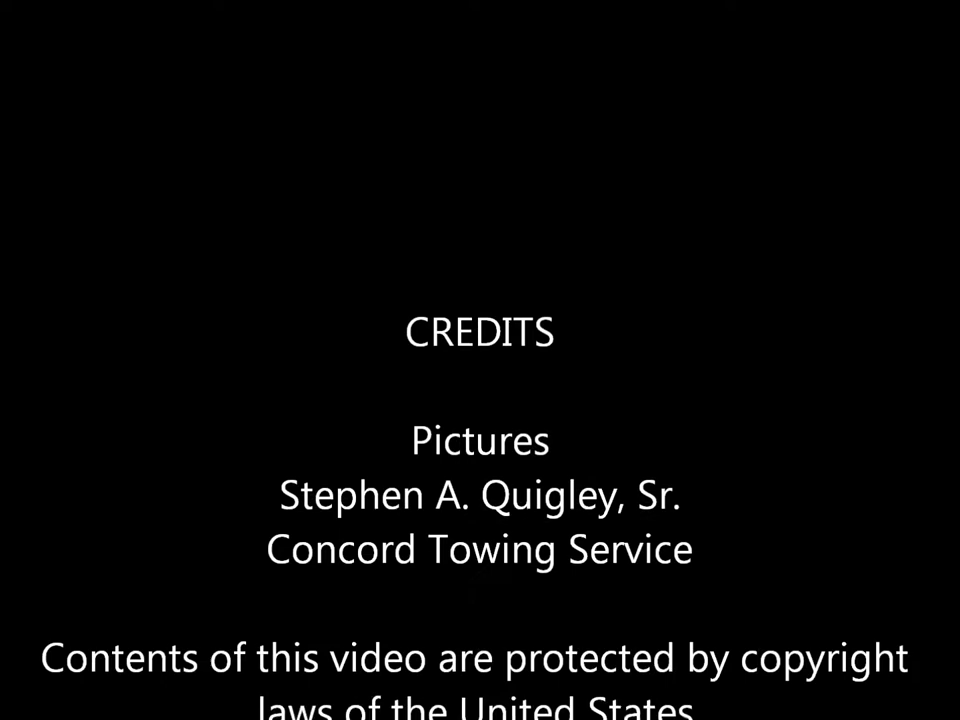 CREDITS
Pictures
Stephen A. Quigley, Sr.
Concord Towing Service
Contents of this video are protected by copyright
laws of the United States